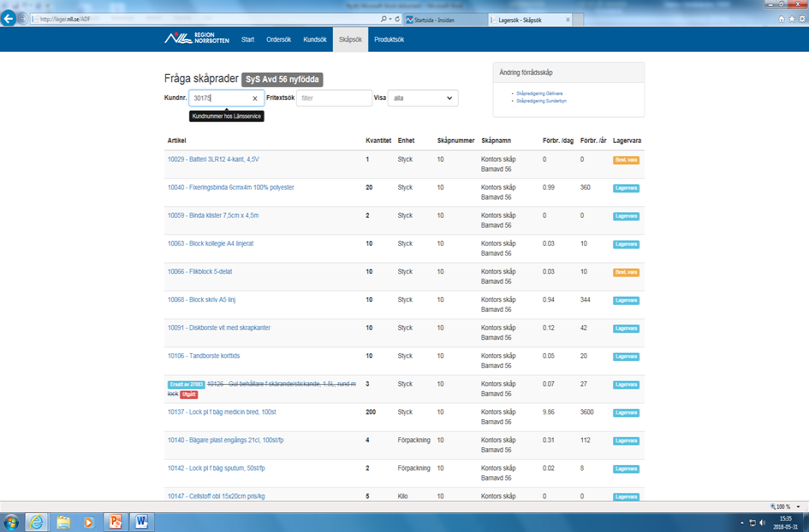 http://lager.nll.se/ADF
Startsida - Insidan
Lagersök - Skåpsök
REGION NORRBOTTEN
Start Ordersök Kundsök Skåpsök Produktsök
Fråga skåprader SyS Avd 56 nyfödda
Kundnr. 30175 Fritextsök filter Visa alla
Kundnummer hos Länsservice
Ändring förrådsskåp
Skåpredigering Gällivare
Skåpredigering Sunderbyn
Artikel Kvantitet Enhet Skåpnummer Skåpnamn Förbr. /dag Förbr. /år Lagervara
10029 - Batteri 3LR12 4-kant, 4,5V 1 Styck 10 Kontors skåp Barnavd 56 0 0 Best. vara
10040 - Fixeringsbinda 6cmx4m 100% polyester 20 Styck 10 Kontors skåp Barnavd 56 0.99 360 Lagervara
10059 - Binda klister 7,5cm x 4,5m 2 Styck 10 Kontors skåp Barnavd 56 0 0 Lagervara
10063 - Block kollegie A4 linjerat 10 Styck 10 Kontors skåp Barnavd 56 0.03 10 Lagervara
10066 - Flikblock 5-delat 10 Styck 10 Kontors skåp Barnavd 56 0.03 10 Best. vara
10068 - Block skriv A5 linj 10 Styck 10 Kontors skåp Barnavd 56 0.94 344 Lagervara
10091 - Diskborste vit med skrapkanter 10 Styck 10 Kontors skåp Barnavd 56 0.12 42 Lagervara
10106 - Tandborste korttids 10 Styck 10 Kontors skåp Barnavd 56 0.05 20 Lagervara
10126 - Gul behållare f skärande/stickande, 1.5L, rund m lock Utgått 3 Styck 10 Kontors skåp Barnavd 56 0.07 27 Lagervara
10137 - Lock pl f bäg medicin bred, 100st 200 Styck 10 Kontors skåp Barnavd 56 9.86 3600 Lagervara
10140 - Bägare plast engångs 21cl, 100st/fp 4 Förpackning 10 Kontors skåp Barnavd 56 0.31 112 Lagervara
10142 - Lock pl f bäg sputum, 50st/fp 2 Förpackning 10 Kontors skåp Barnavd 56 0.02 8 Lagervara
10147 - Cellstoff obl 15x20cm pris/kg 5 Kilo 10 Kontors skåp 0 0 Lagervara
100 %
15:35
2018-05-31